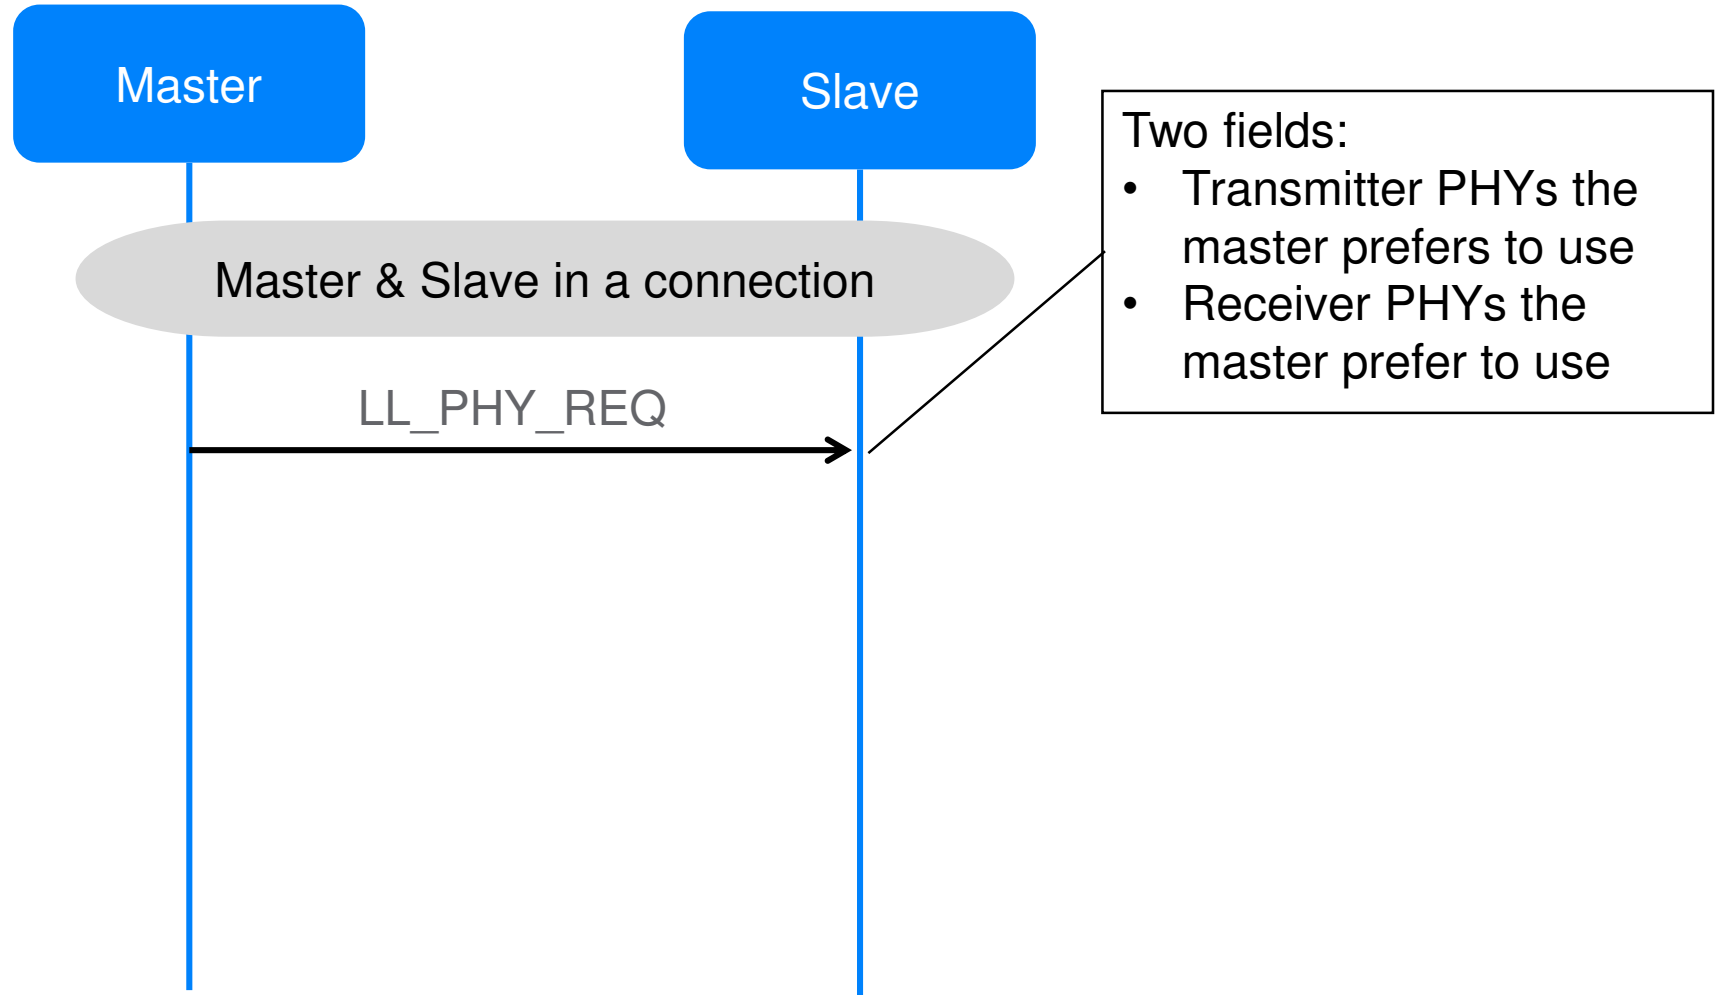 Master
Slave
Two fields:
• Transmitter PHYs the
master prefers to use
• Receiver PHYs the
master prefer to use
Master & Slave in a connection
LL_PHY_REQ